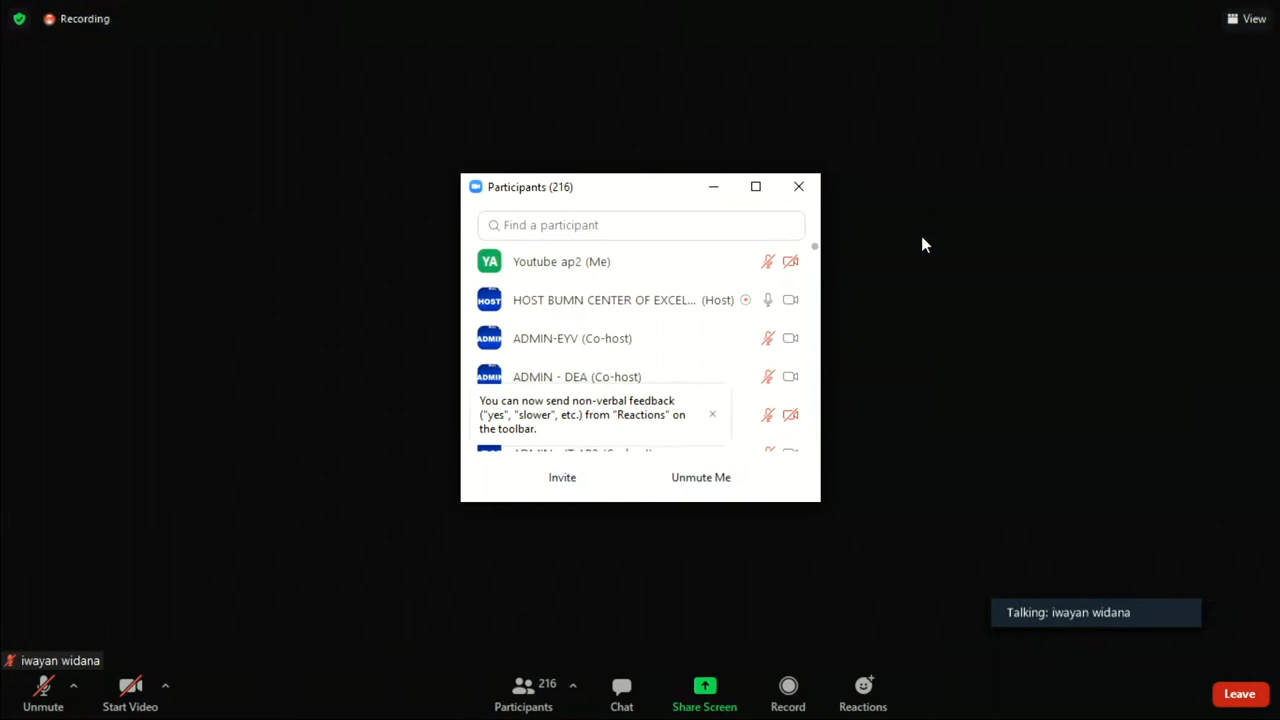 Recording
View
Participants (216)
Find a participant
YA
Youtube ap2 (Me)
HOST
HOST BUMN CENTER OF EXCEL... (Host)
ADMIN
ADMIN-EYV (Co-host)
ADMIN
ADMIN - DEA (Co-host)
You can now send non-verbal feedback
("yes", "slower", etc.) from "Reactions" on
the toolbar.
Invite
Unmute Me
Talking: iwayan widana
iwayan widana
Unmute
Start Video
216
Participants
Chat
Share Screen
Record
Reactions
Leave